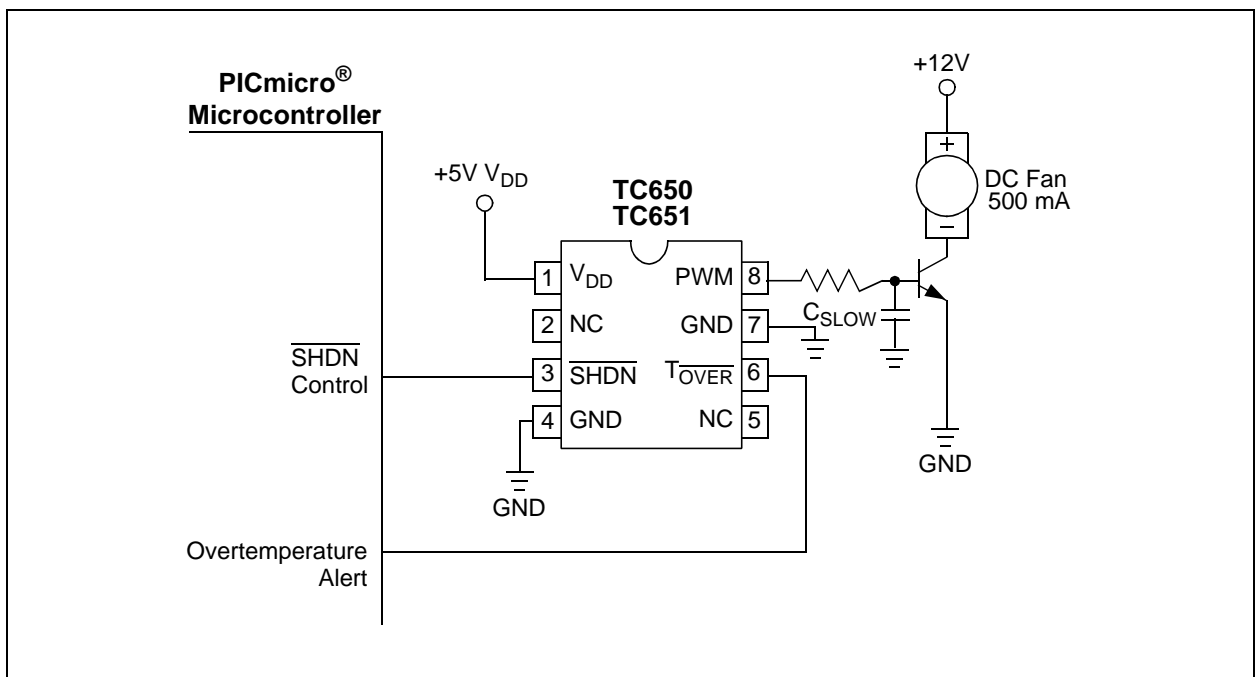 PICmicro®
Microcontroller
+12V
DC Fan
500 mA
+5V VDD
TC650
TC651
1 VDD
PWM 8
2 NC
GND 7
CSLOW
SHDN
Control
3 SHDN
TOVER 6
4 GND
NC 5
GND
GND
Overtemperature
Alert